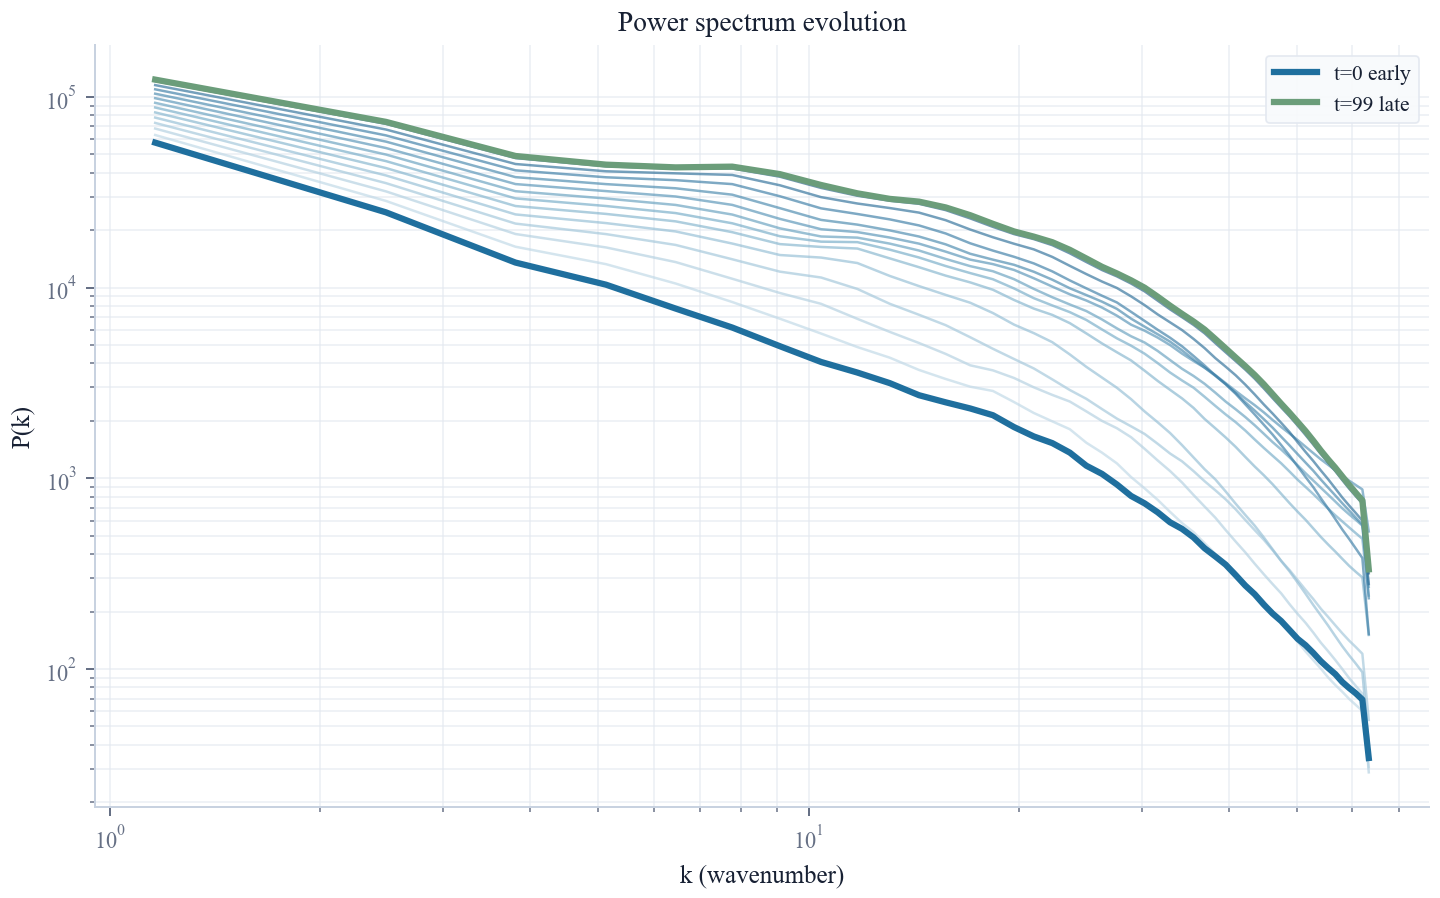 Power spectrum evolution
t=0 early
t=99 late
10^5
10^4
10^3
10^2
P(k)
10^0
10^1
k (wavenumber)